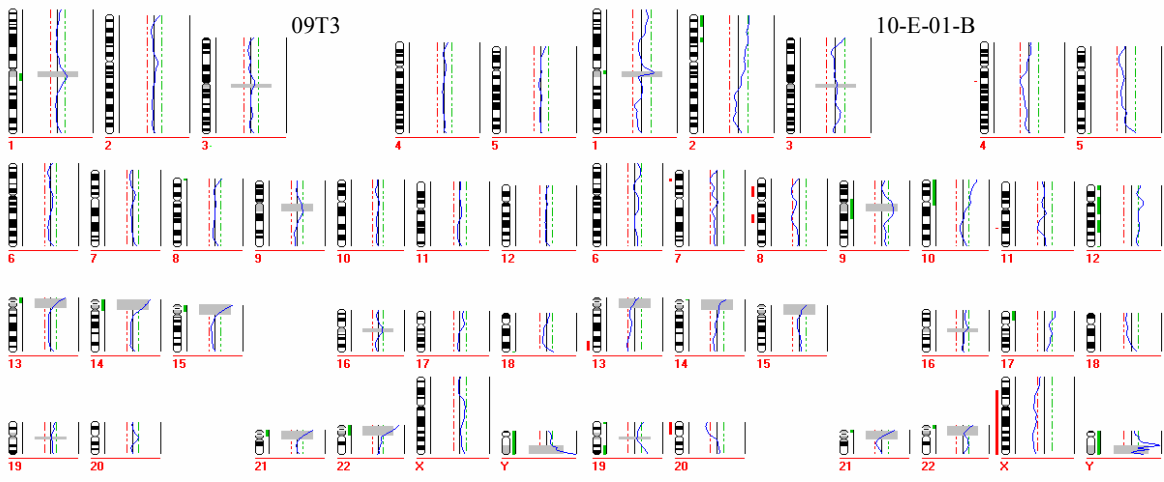 09T3 10-E-01-B
1 2 3 4 5 1 2 3 4 5
6 7 8 9 10 11 12 6 7 8 9 10 11 12
13 14 15 16 17 18 13 14 15 16 17 18
19 20 21 22 X Y 19 20 21 22 X Y